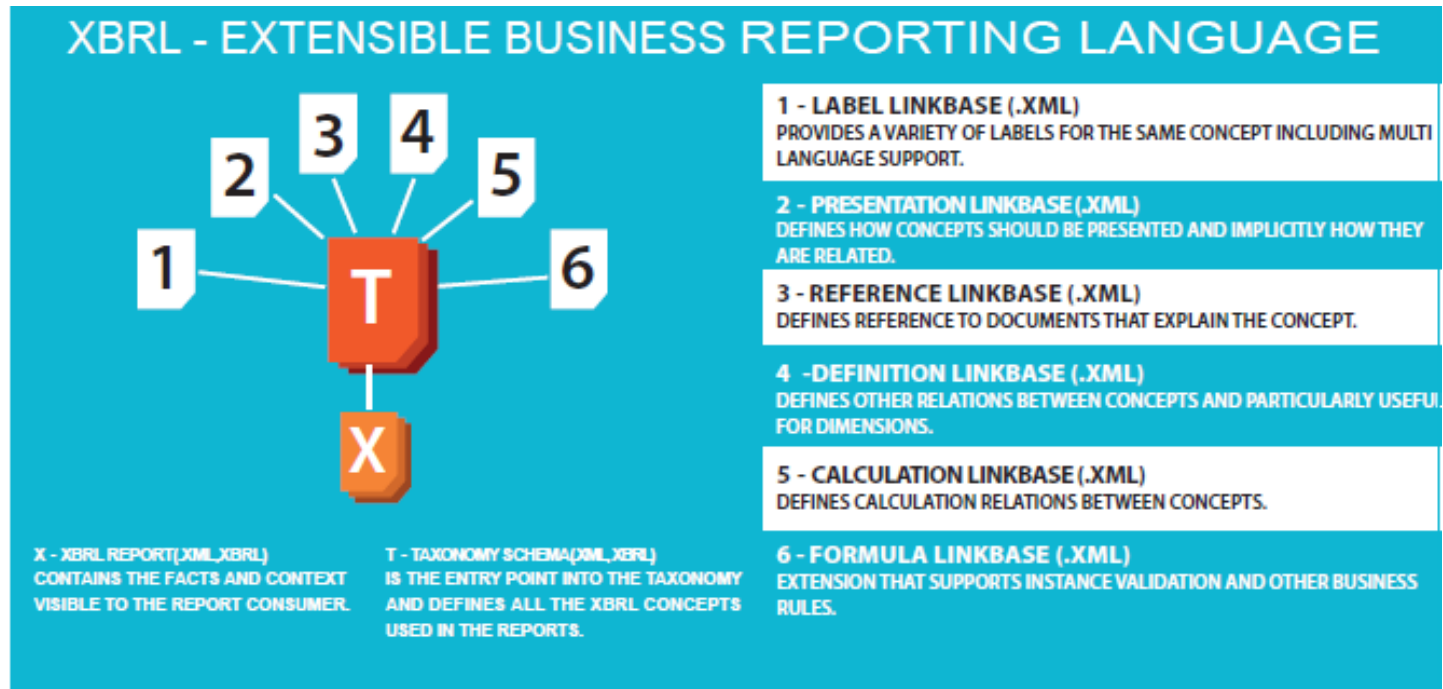 XBRL - EXTENSIBLE BUSINESS REPORTING LANGUAGE
1
2
3
4
5
6
T
X
X - XBRL REPORT(.XML,XBRL)
CONTAINS THE FACTS AND CONTEXT
VISIBLE TO THE REPORT CONSUMER.
T - TAXONOMY SCHEMA(XML,XBRL)
IS THE ENTRY POINT INTO THE TAXONOMY
AND DEFINES ALL THE XBRL CONCEPTS
USED IN THE REPORTS.
1 - LABEL LINKBASE (.XML)
PROVIDES A VARIETY OF LABELS FOR THE SAME CONCEPT INCLUDING MULTI
LANGUAGE SUPPORT.
2 - PRESENTATION LINKBASE (.XML)
DEFINES HOW CONCEPTS SHOULD BE PRESENTED AND IMPLICITLY HOW THEY
ARE RELATED.
3 - REFERENCE LINKBASE (.XML)
DEFINES REFERENCE TO DOCUMENTS THAT EXPLAIN THE CONCEPT.
4 -DEFINITION LINKBASE (.XML)
DEFINES OTHER RELATIONS BETWEEN CONCEPTS AND PARTICULARLY USEFUL
FOR DIMENSIONS.
5 - CALCULATION LINKBASE (.XML)
DEFINES CALCULATION RELATIONS BETWEEN CONCEPTS.
6 - FORMULA LINKBASE (.XML)
EXTENSION THAT SUPPORTS INSTANCE VALIDATION AND OTHER BUSINESS
RULES.